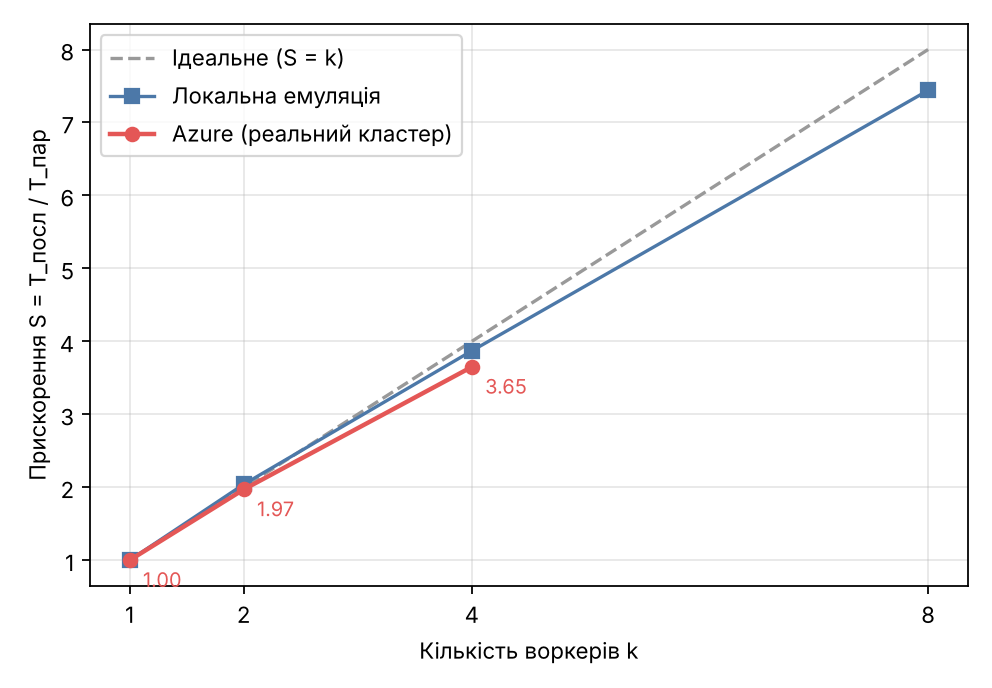 Ідеальне (S = k)
Локальна емуляція
Azure (реальний кластер)
Прискорення S = T_посл / T_пар
8
7
6
5
4
3
2
1
1.00
1.97
3.65
1 2 4 8
Кількість воркерів k